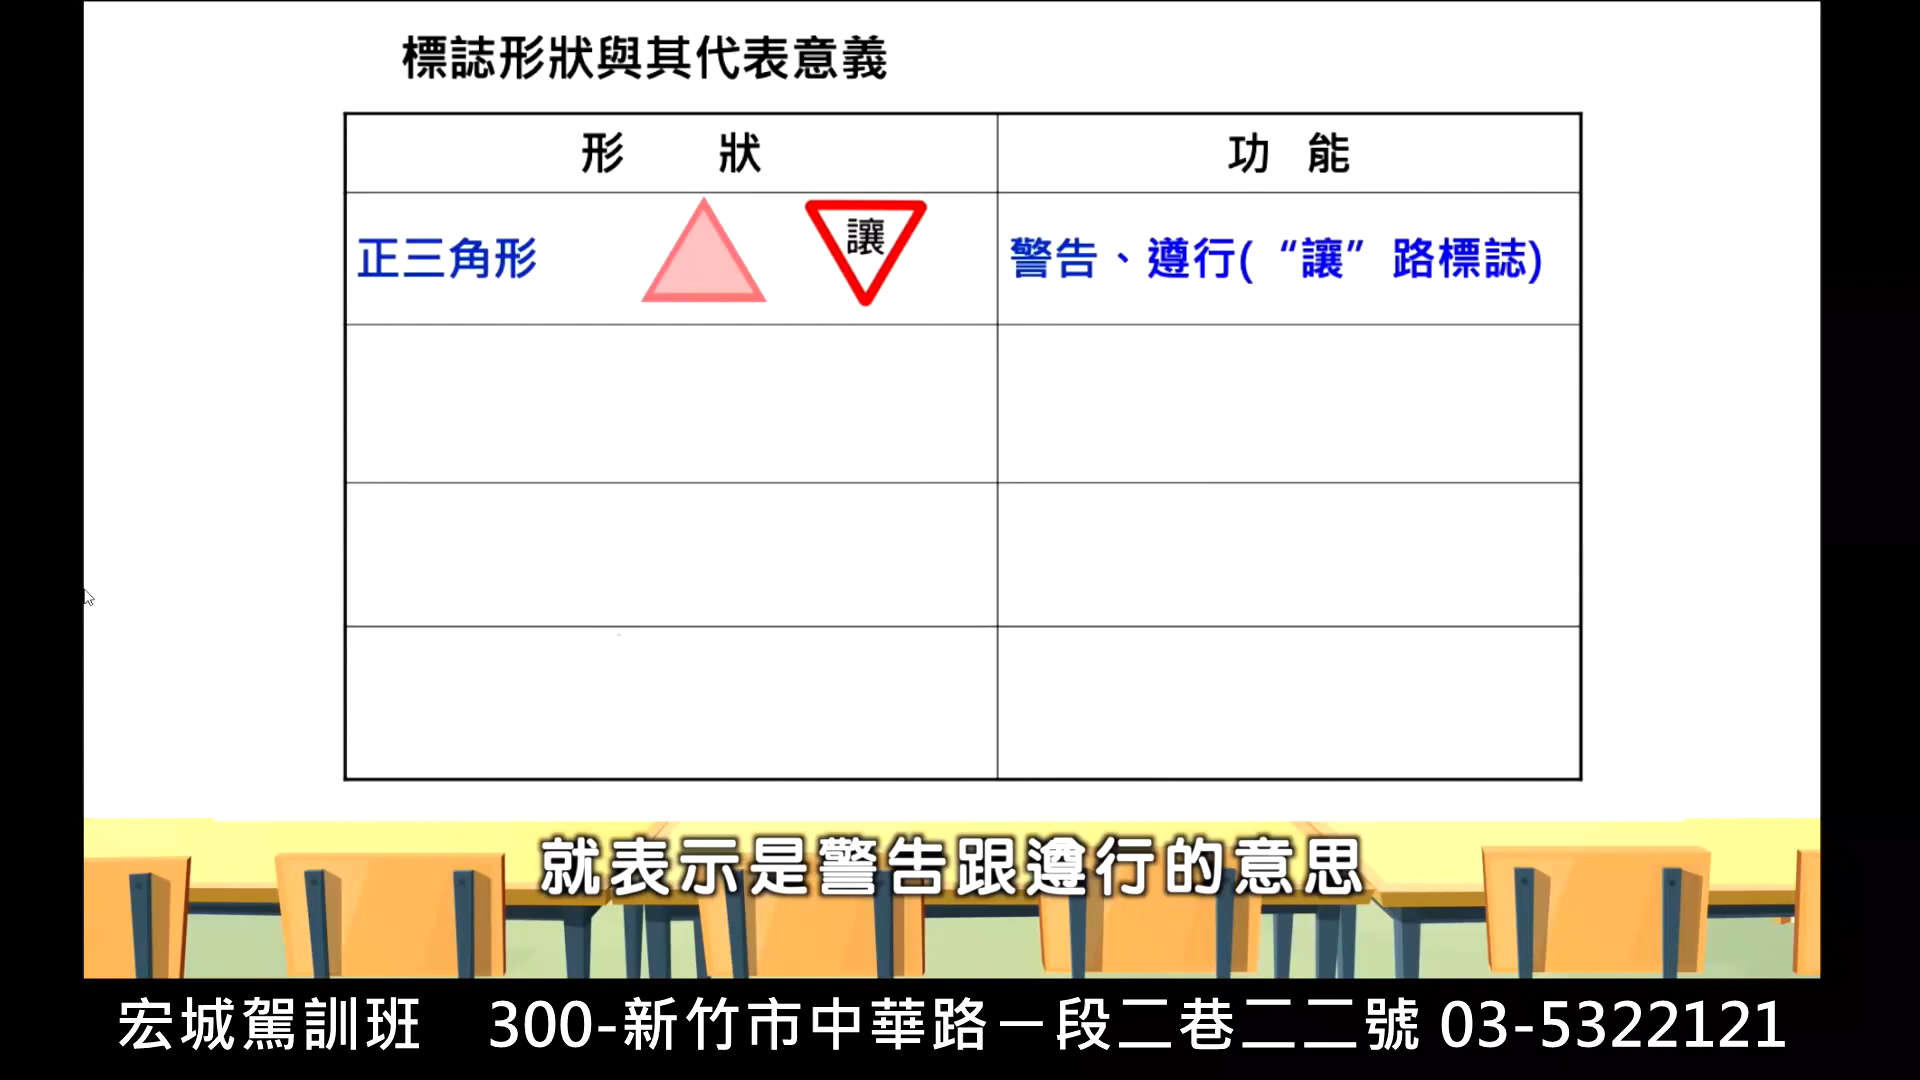 標誌形狀與其代表意義
形 狀
功 能
正三角形
讓
警告、遵行(“讓”路標誌)
就表示是警告跟遵行的意思
宏城駕訓班 300-新竹市中華路一段二巷二二號 03-5322121